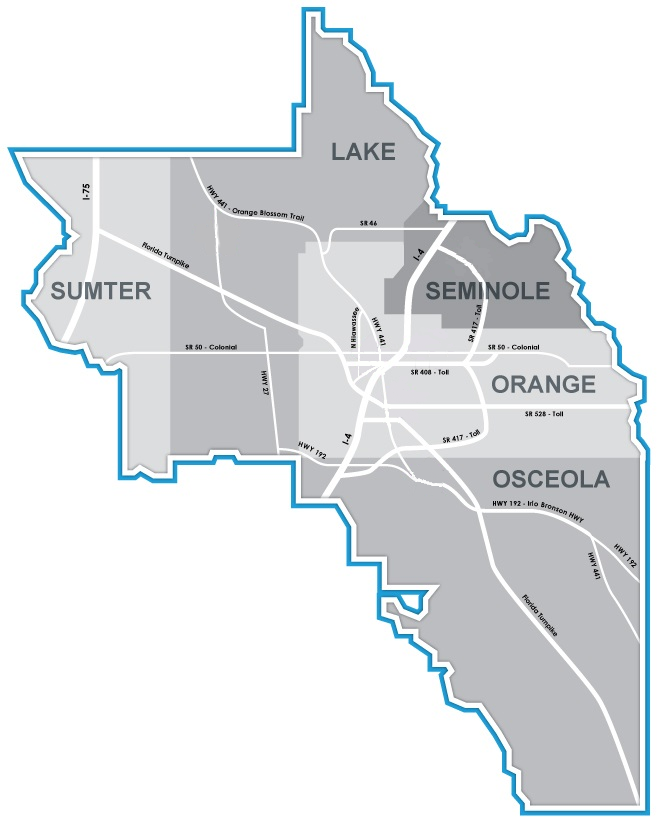 LAKE
I-75
HWY 441 - Orange Blossom Trail
SR 46
Florida Turnpike
I-4
SUMTER
SEMINOLE
SR 417 - Toll
N Hiawassee
HWY 441
SR 50 - Colonial
SR 50 - Colonial
SR 408 - Toll
ORANGE
HWY 27
SR 528 - Toll
I-4
SR 417 - Toll
HWY 192
OSCEOLA
HWY 192 - Irlo Bronson HWY
HWY 192
HWY 441
Florida Turnpike